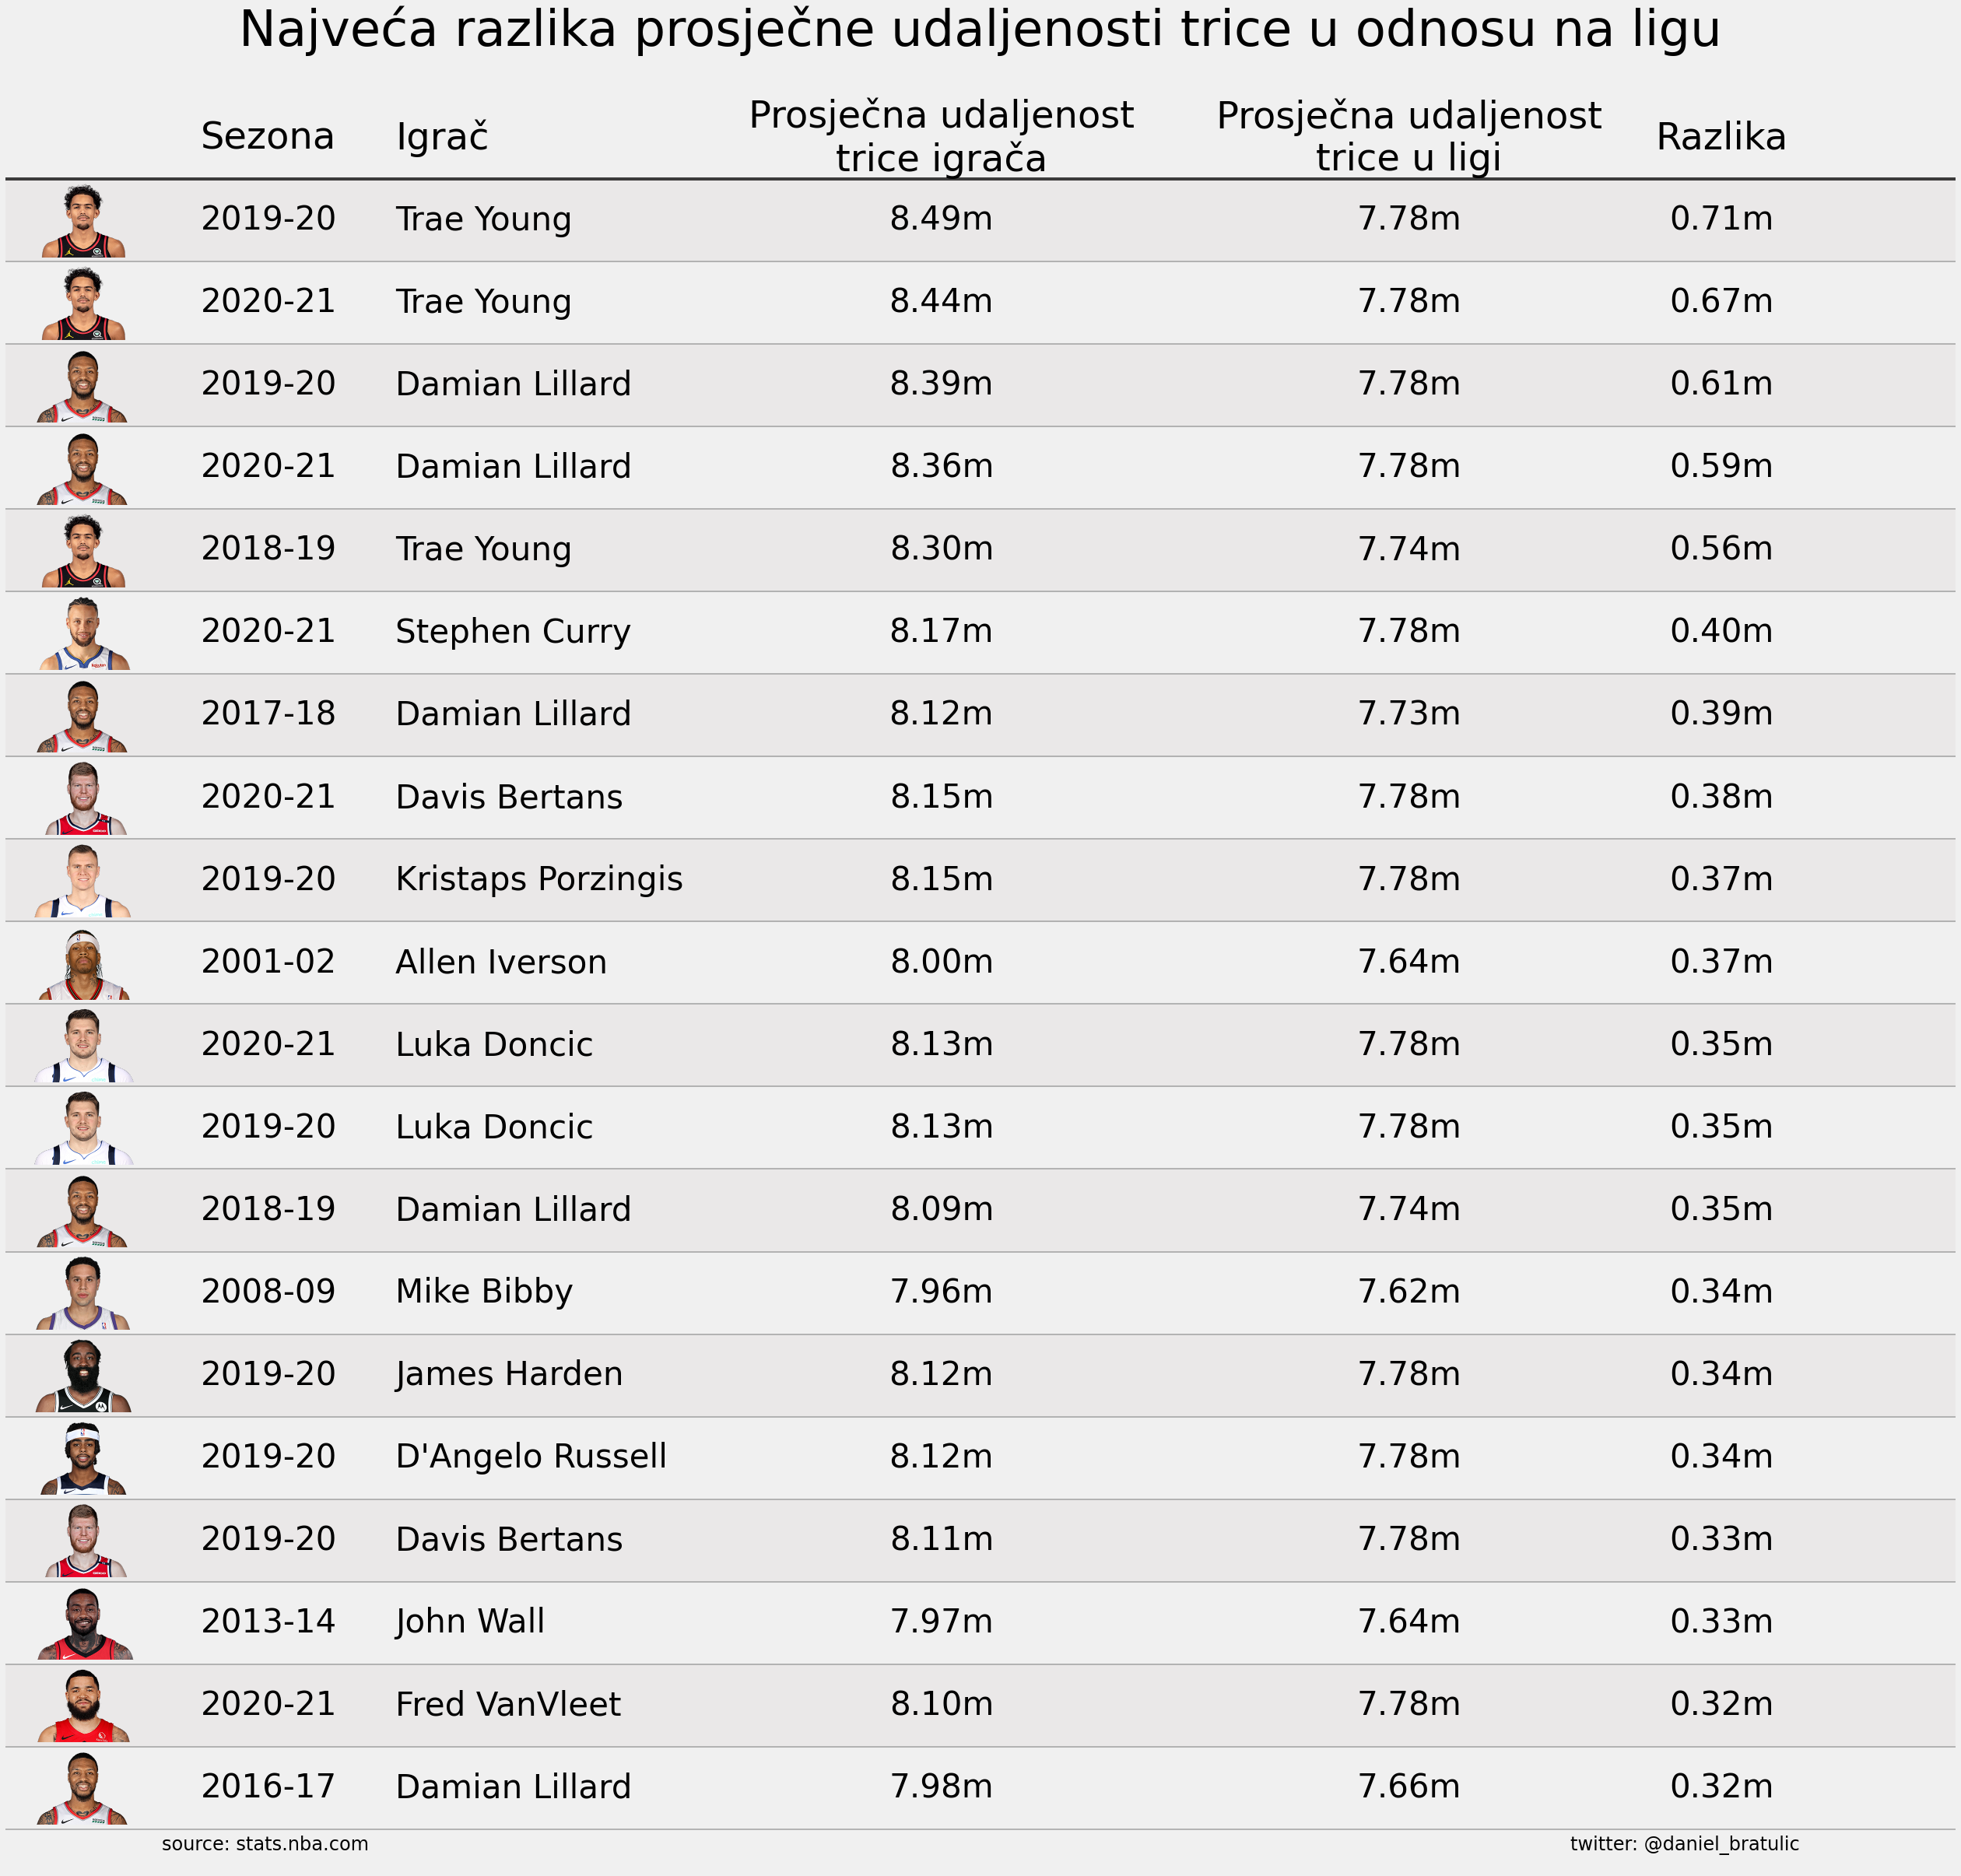 Najveća razlika prosječne udaljenosti trice u odnosu na ligu
Sezona Igrač Prosječna udaljenost trice igrača Prosječna udaljenost trice u ligi Razlika
2019-20 Trae Young 8.49m 7.78m 0.71m
2020-21 Trae Young 8.44m 7.78m 0.67m
2019-20 Damian Lillard 8.39m 7.78m 0.61m
2020-21 Damian Lillard 8.36m 7.78m 0.59m
2018-19 Trae Young 8.30m 7.74m 0.56m
2020-21 Stephen Curry 8.17m 7.78m 0.40m
2017-18 Damian Lillard 8.12m 7.73m 0.39m
2020-21 Davis Bertans 8.15m 7.78m 0.38m
2019-20 Kristaps Porzingis 8.15m 7.78m 0.37m
2001-02 Allen Iverson 8.00m 7.64m 0.37m
2020-21 Luka Doncic 8.13m 7.78m 0.35m
2019-20 Luka Doncic 8.13m 7.78m 0.35m
2018-19 Damian Lillard 8.09m 7.74m 0.35m
2008-09 Mike Bibby 7.96m 7.62m 0.34m
2019-20 James Harden 8.12m 7.78m 0.34m
2019-20 D'Angelo Russell 8.12m 7.78m 0.34m
2019-20 Davis Bertans 8.11m 7.78m 0.33m
2013-14 John Wall 7.97m 7.64m 0.33m
2020-21 Fred VanVleet 8.10m 7.78m 0.32m
2016-17 Damian Lillard 7.98m 7.66m 0.32m
source: stats.nba.com twitter: @daniel_bratulic